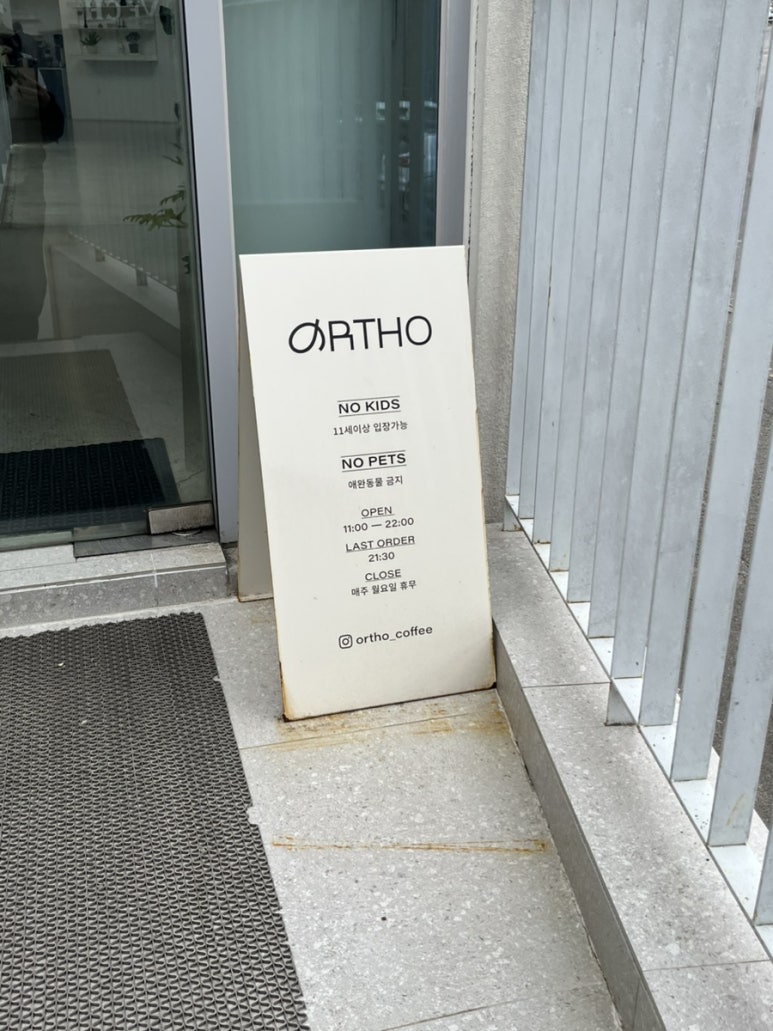 ORTHO
NO KIDS
11세이상 입장가능
NO PETS
애완동물 금지
OPEN
11:00 — 22:00
LAST ORDER
21:30
CLOSE
매주 월요일 휴무
ortho_coffee